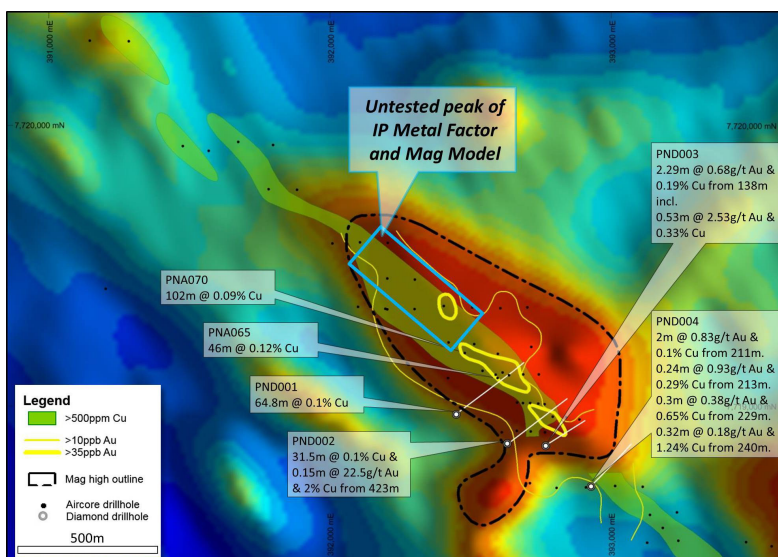 391,000 mE
392,000 mE
393,000 mE
7,720,000 mN
7,720,000 mN
Untested peak of
IP Metal Factor
and Mag Model
PND003
2.29m @ 0.68g/t Au &
0.19% Cu from 138m
incl.
0.53m @ 2.53g/t Au &
0.33% Cu
PNA070
102m @ 0.09% Cu
PNA065
46m @ 0.12% Cu
PND001
64.8m @ 0.1% Cu
PND002
31.5m @ 0.1% Cu &
0.15m @ 22.5g/t Au
& 2% Cu from 423m
PND004
2m @ 0.83g/t Au &
0.1% Cu from 211m.
0.24m @ 0.93g/t Au &
0.29% Cu from 213m.
0.3m @ 0.38g/t Au &
0.65% Cu from 229m.
0.32m @ 0.18g/t Au &
1.24% Cu from 240m.
Legend
>500ppm Cu
>10ppb Au
>35ppb Au
Mag high outline
Aircore drillhole
Diamond drillhole
500m
392,000 mE
393,000 mE